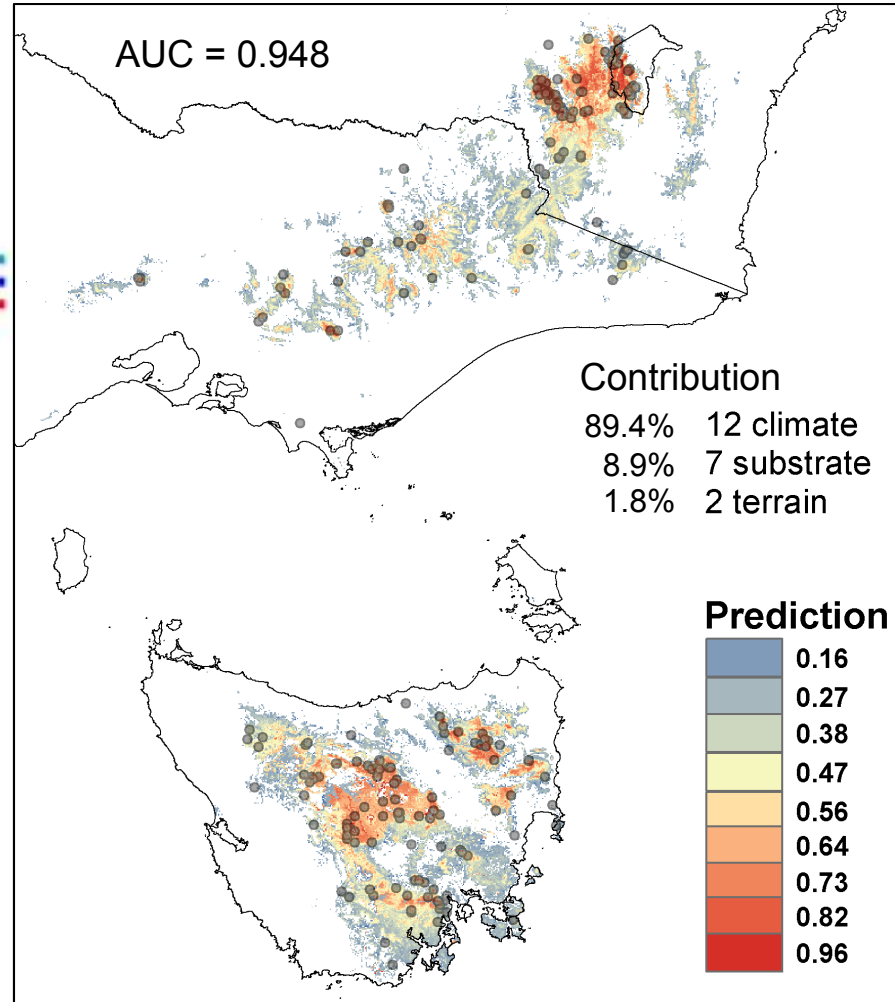 AUC = 0.948
Contribution
89.4% 12 climate
8.9% 7 substrate
1.8% 2 terrain
Prediction
0.16
0.27
0.38
0.47
0.56
0.64
0.73
0.82
0.96